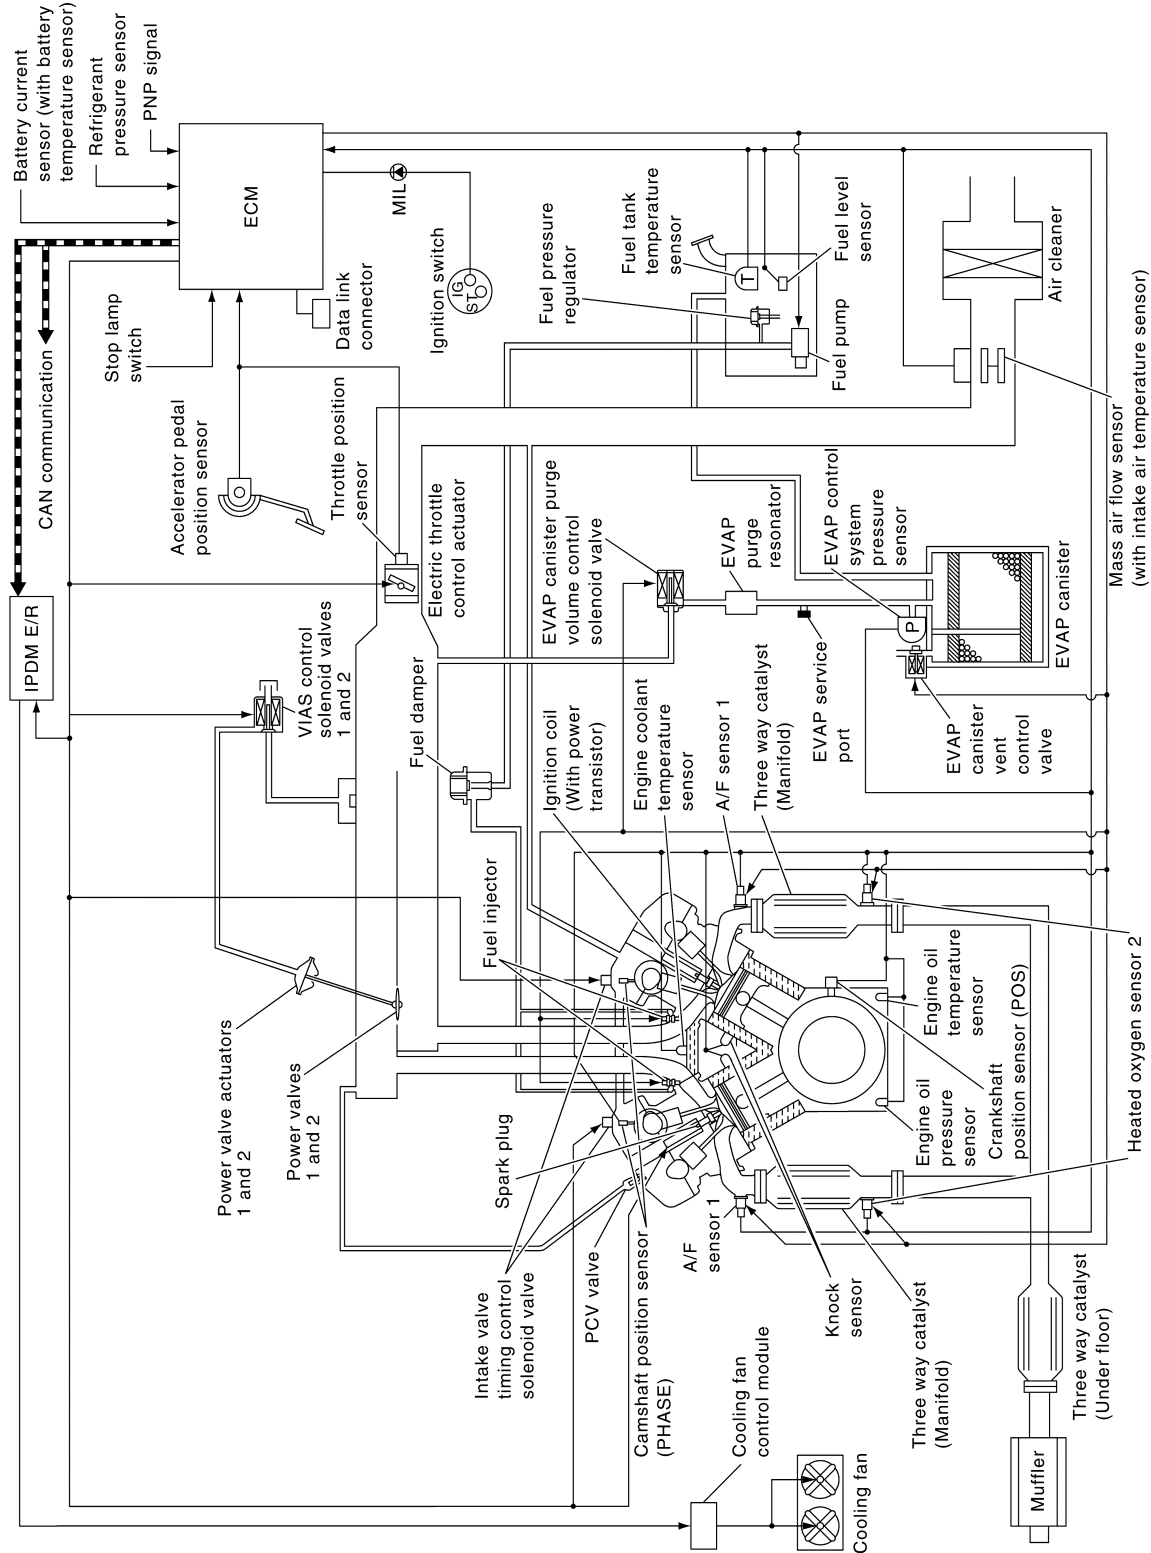 Battery current
sensor (with battery
temperature sensor)
Refrigerant
pressure sensor
PNP signal
ECM
MIL
CAN communication
Stop lamp
switch
Data link
connector
Ignition switch
IG
ST
Accelerator pedal
position sensor
Throttle position
sensor
Electric throttle
control actuator
Fuel pressure
regulator
Fuel tank
temperature
sensor
T
Fuel level
sensor
Fuel pump
Air cleaner
Mass air flow sensor
(with intake air temperature sensor)
IPDM E/R
VIAS control
solenoid valves
1 and 2
Fuel damper
EVAP canister purge
volume control
solenoid valve
EVAP
purge
resonator
EVAP control
system
pressure
sensor
P
EVAP canister
EVAP service
port
EVAP
canister
vent
control
valve
Ignition coil
(With power
transistor)
Engine coolant
temperature
sensor
A/F sensor 1
Three way catalyst
(Manifold)
Fuel injector
Power valve actuators
1 and 2
Power valves
1 and 2
Spark plug
Engine oil
temperature
sensor
Crankshaft
position sensor (POS)
Engine oil
pressure
sensor
Heated oxygen sensor 2
Intake valve
timing control
solenoid valve
PCV valve
Camshaft position sensor
(PHASE)
A/F
sensor 1
Knock
sensor
Three way catalyst
(Manifold)
Three way catalyst
(Under floor)
Cooling fan
control module
Cooling fan
Muffler